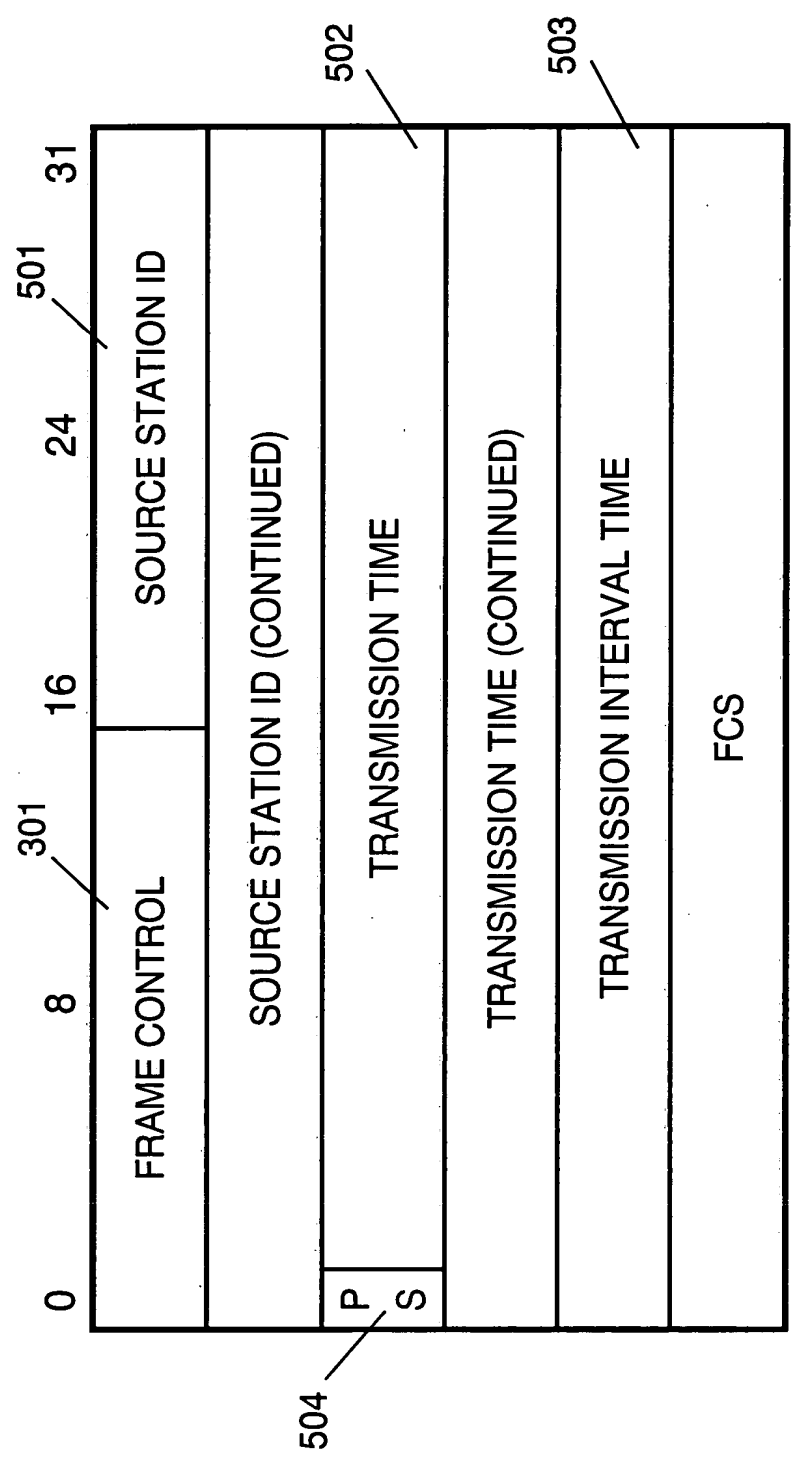 301 501
0 8 16 24 31
FRAME CONTROL SOURCE STATION ID
SOURCE STATION ID (CONTINUED)
504 P S TRANSMISSION TIME 502
TRANSMISSION TIME (CONTINUED)
TRANSMISSION INTERVAL TIME 503
FCS